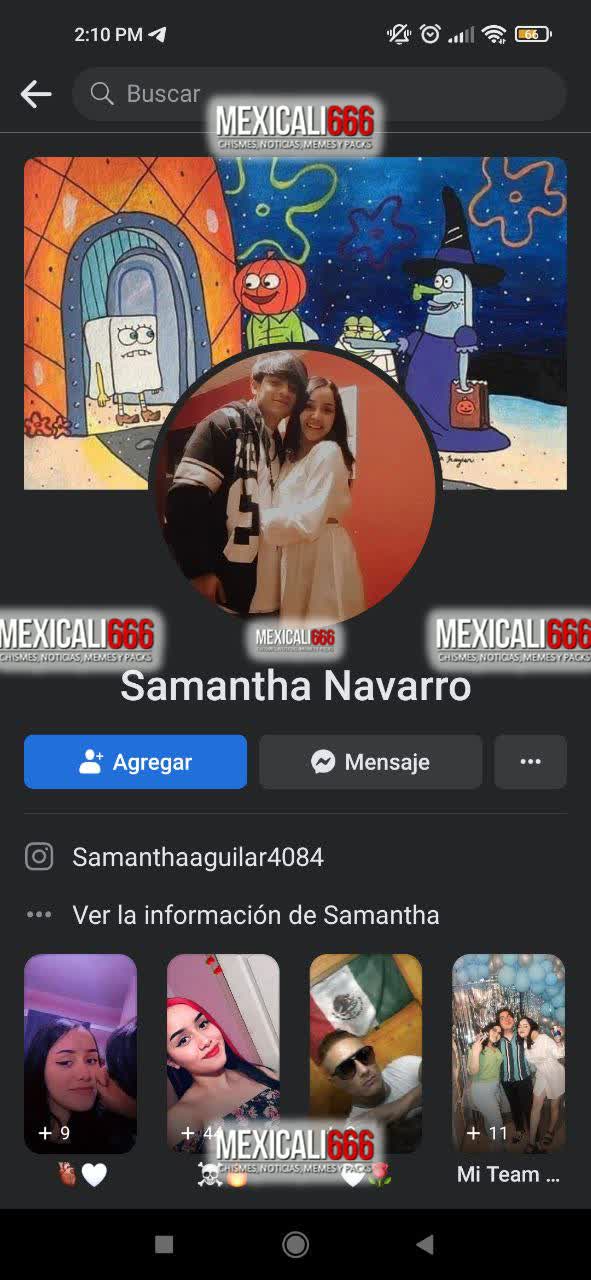 2:10 PM
66
Buscar
MEXICALI666
CHISMES, NOTICIAS, MEMES Y PACKS
MEXICALI666
CHISMES, NOTICIAS, MEMES Y PACKS
MEXICALI666
CHISMES, NOTICIAS, MEMES Y PACKS
MEXICALI666
CHISMES, NOTICIAS, MEMES Y PACKS
Samantha Navarro
Agregar
Mensaje
Samanthaaguilar4084
Ver la información de Samantha
+ 9
+ 11
MEXICALI666
CHISMES, NOTICIAS, MEMES Y PACKS
Mi Team ...